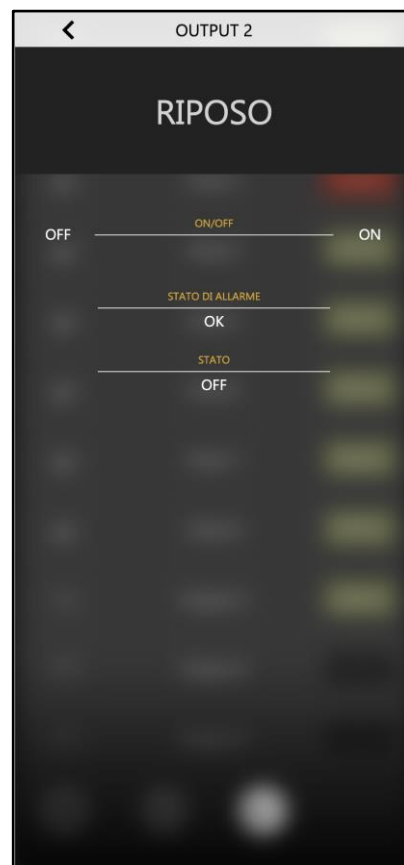 OUTPUT 2
RIPOSO
ON/OFF
OFF ON
STATO DI ALLARME
OK
STATO
OFF